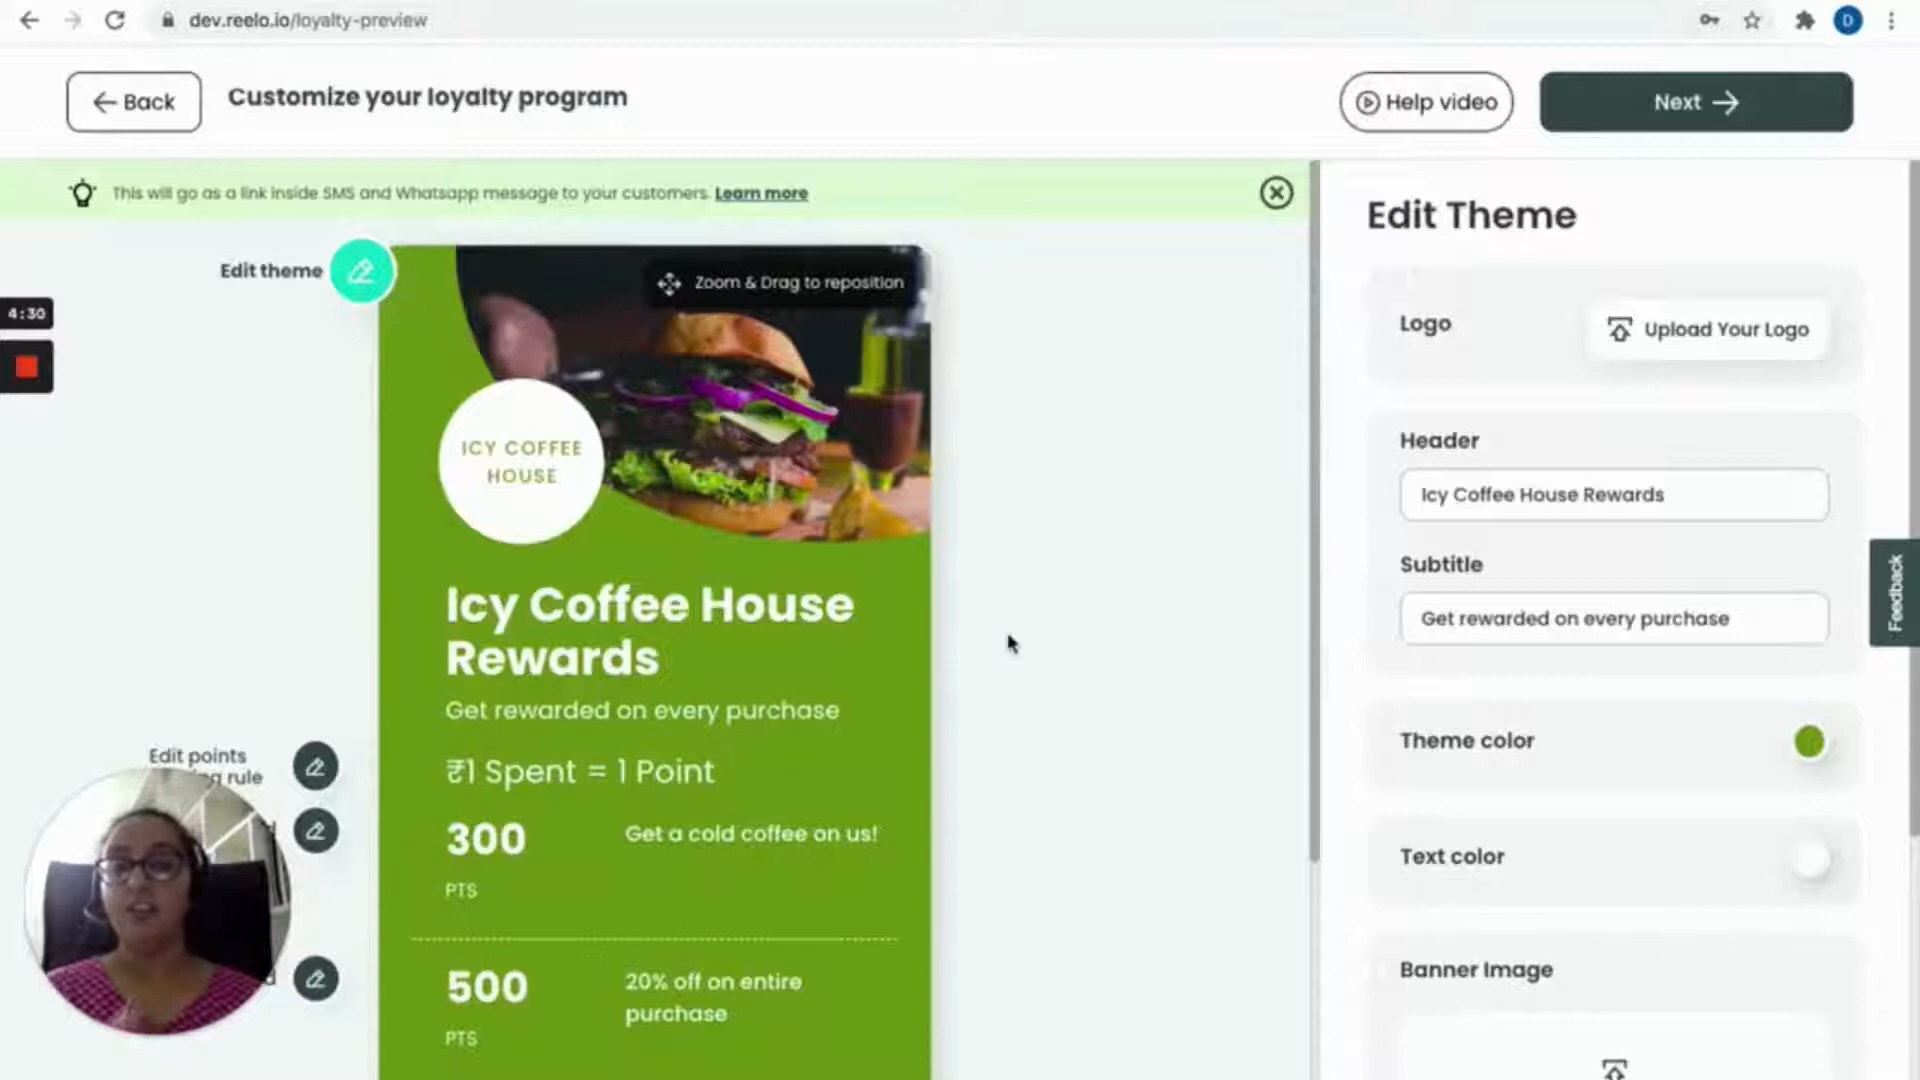 dev.reelo.io/loyalty-preview
D
Back
Customize your loyalty program
Help video
Next
This will go as a link inside SMS and Whatsapp message to your customers. Learn more
Edit theme
Zoom & Drag to reposition
4:30
ICY COFFEE
HOUSE
Icy Coffee House
Rewards
Get rewarded on every purchase
Edit points
rule
₹1 Spent = 1 Point
300
Get a cold coffee on us!
PTS
500
20% off on entire
purchase
PTS
Edit Theme
Logo
Upload Your Logo
Header
Icy Coffee House Rewards
Subtitle
Get rewarded on every purchase
Feedback
Theme color
Text color
Banner Image